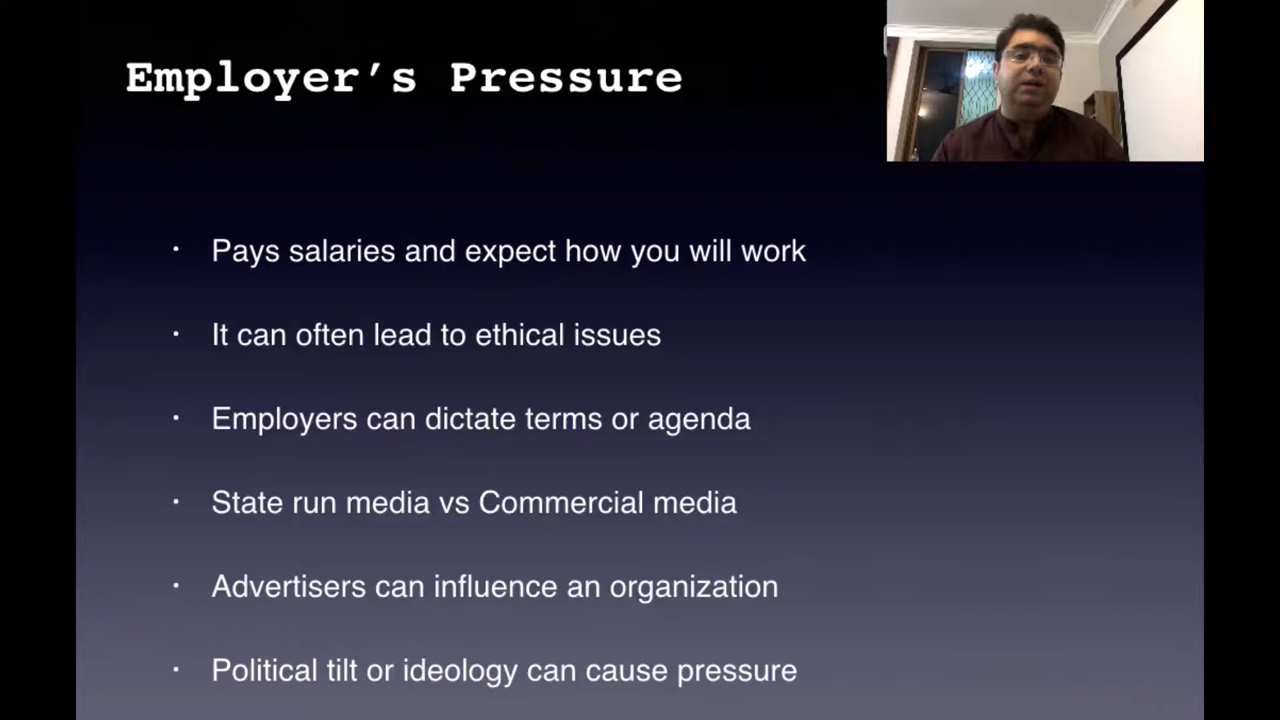 Employer’s Pressure
• Pays salaries and expect how you will work
• It can often lead to ethical issues
• Employers can dictate terms or agenda
• State run media vs Commercial media
• Advertisers can influence an organization
• Political tilt or ideology can cause pressure